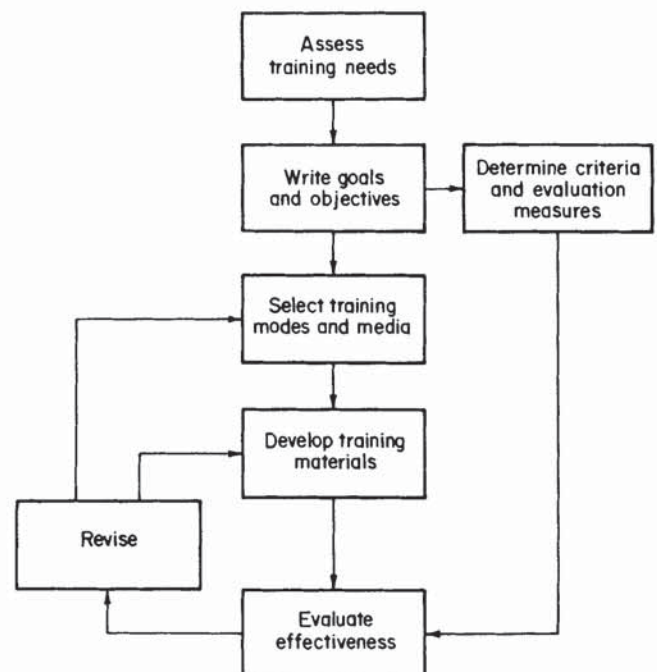 Assess
training needs
Write goals
and objectives
Determine criteria
and evaluation
measures
Select training
modes and media
Develop training
materials
Revise
Evaluate
effectiveness